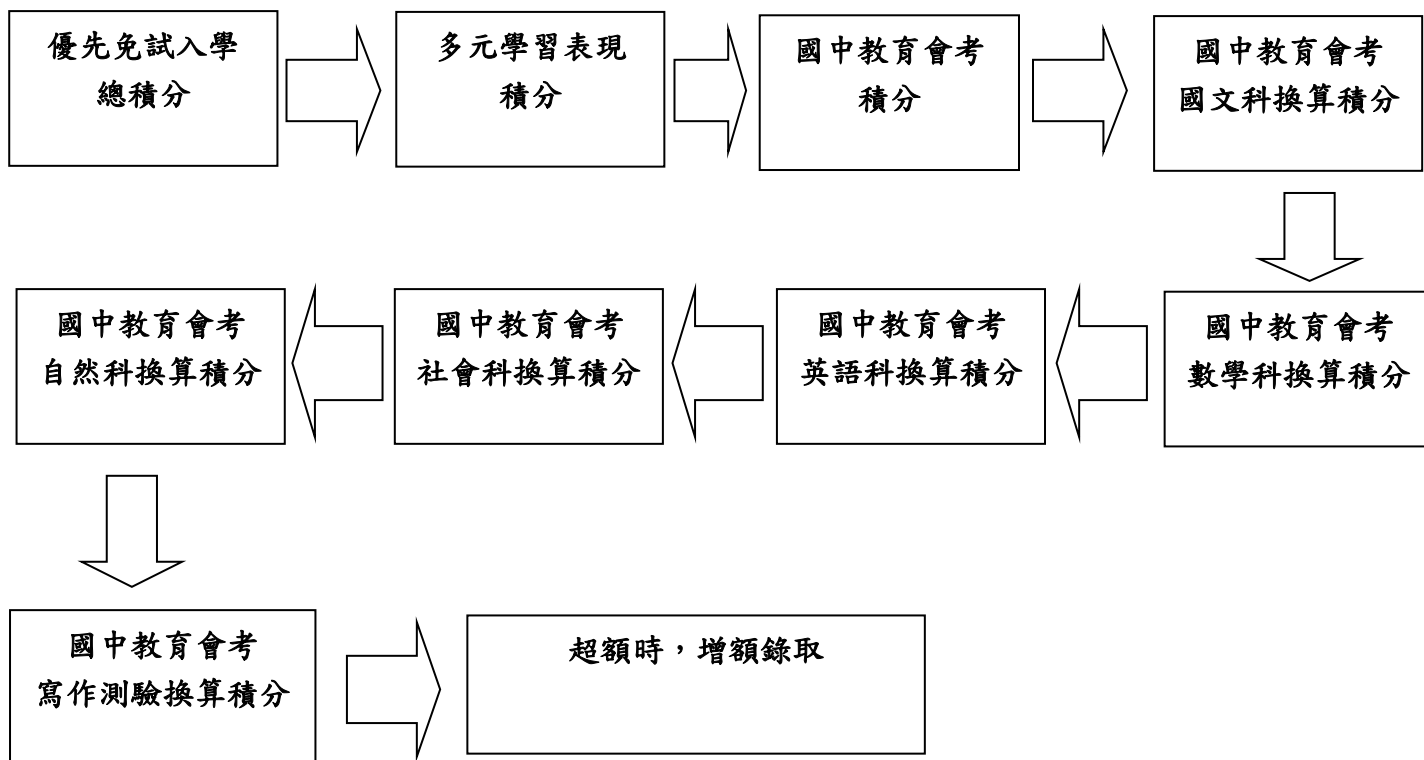 優先免試入學
總積分
多元學習表現
積分
國中教育會考
積分
國中教育會考
國文科換算積分
國中教育會考
數學科換算積分
國中教育會考
英語科換算積分
國中教育會考
社會科換算積分
國中教育會考
自然科換算積分
國中教育會考
寫作測驗換算積分
超額時，增額錄取